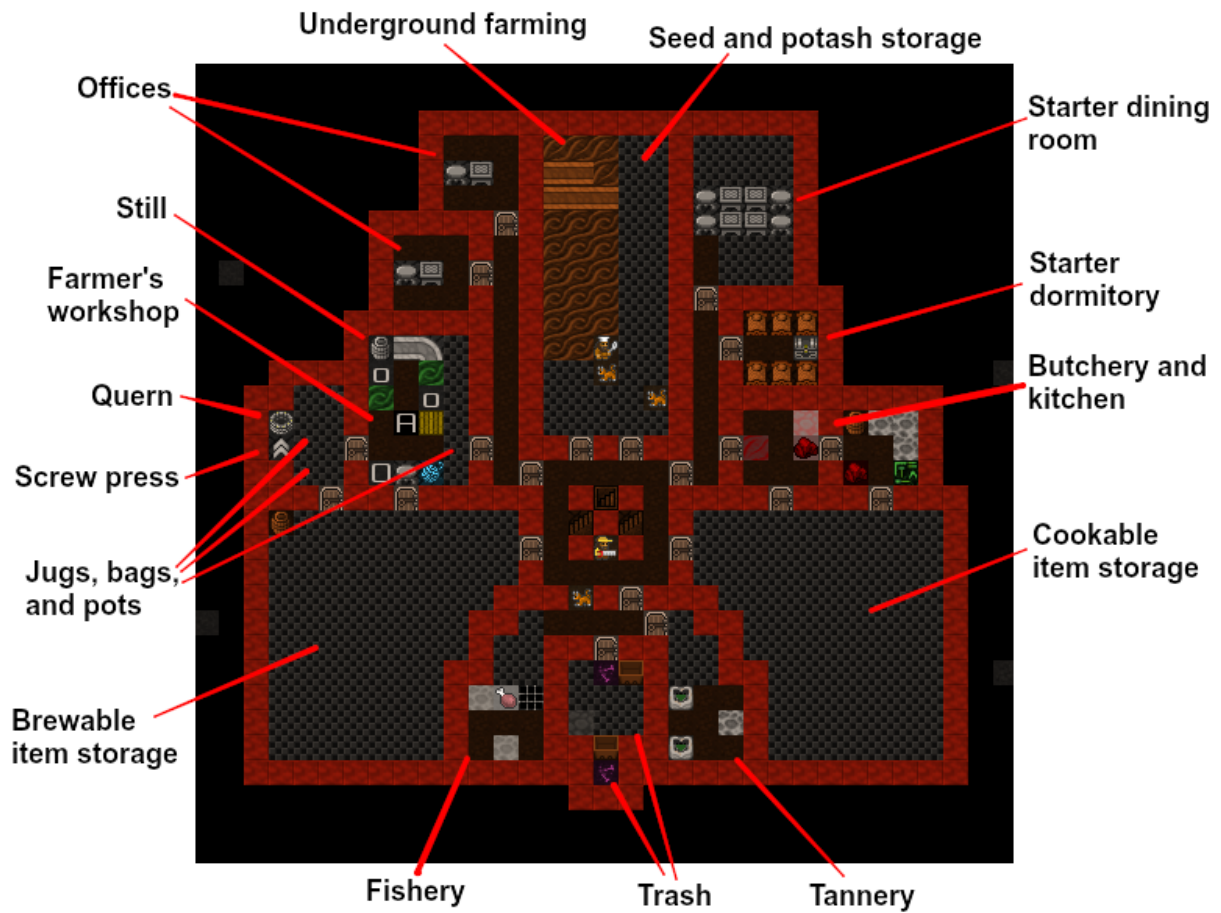 Underground farming
Seed and potash storage
Offices
Starter dining
room
Still
Farmer's
workshop
Starter
dormitory
Quern
Butchery and
kitchen
Screw press
Jugs, bags,
and pots
Cookable
item storage
Brewable
item storage
Fishery
Trash
Tannery